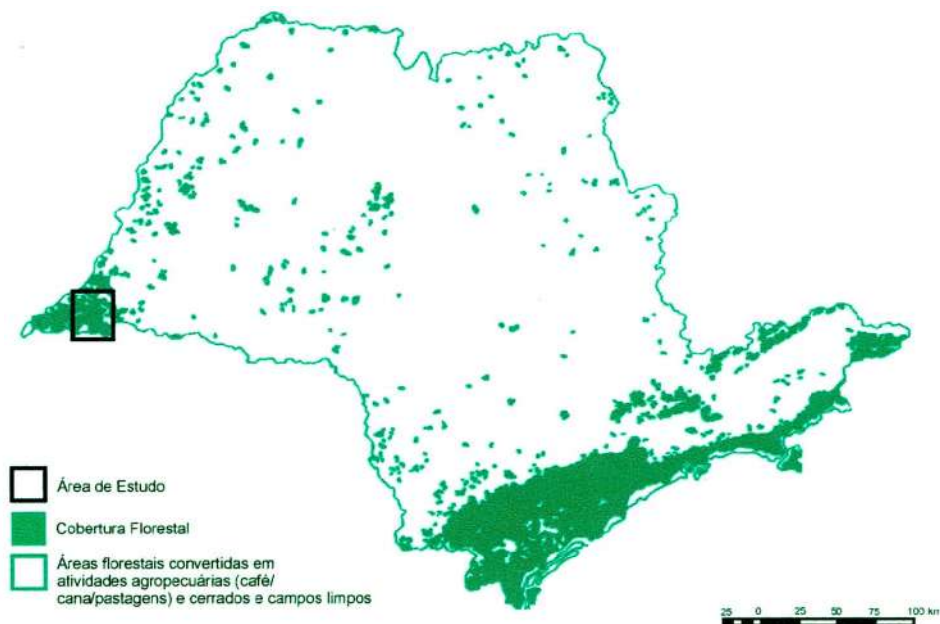 Área de Estudo
Cobertura Florestal
Áreas florestais convertidas em
atividades agropecuárias (café/
cana/pastagens) e cerrados e campos limpos
25 0 25 50 75 100 km